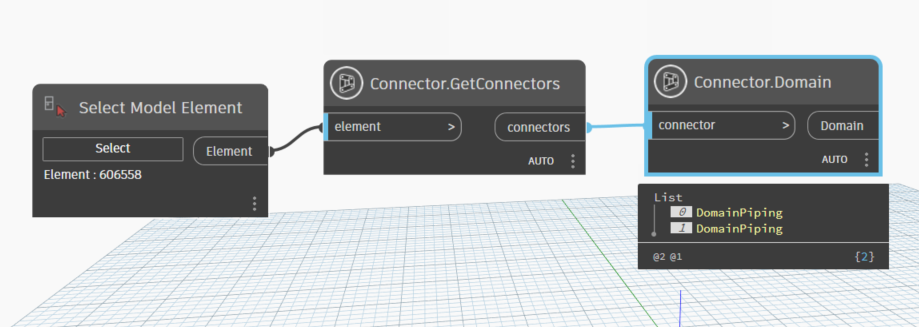 Select Model Element
Select
Element
Element : 606558
Connector.GetConnectors
element >
connectors
AUTO
Connector.Domain
connector >
Domain
AUTO
List
0 DomainPiping
1 DomainPiping
@2 @1 {2}